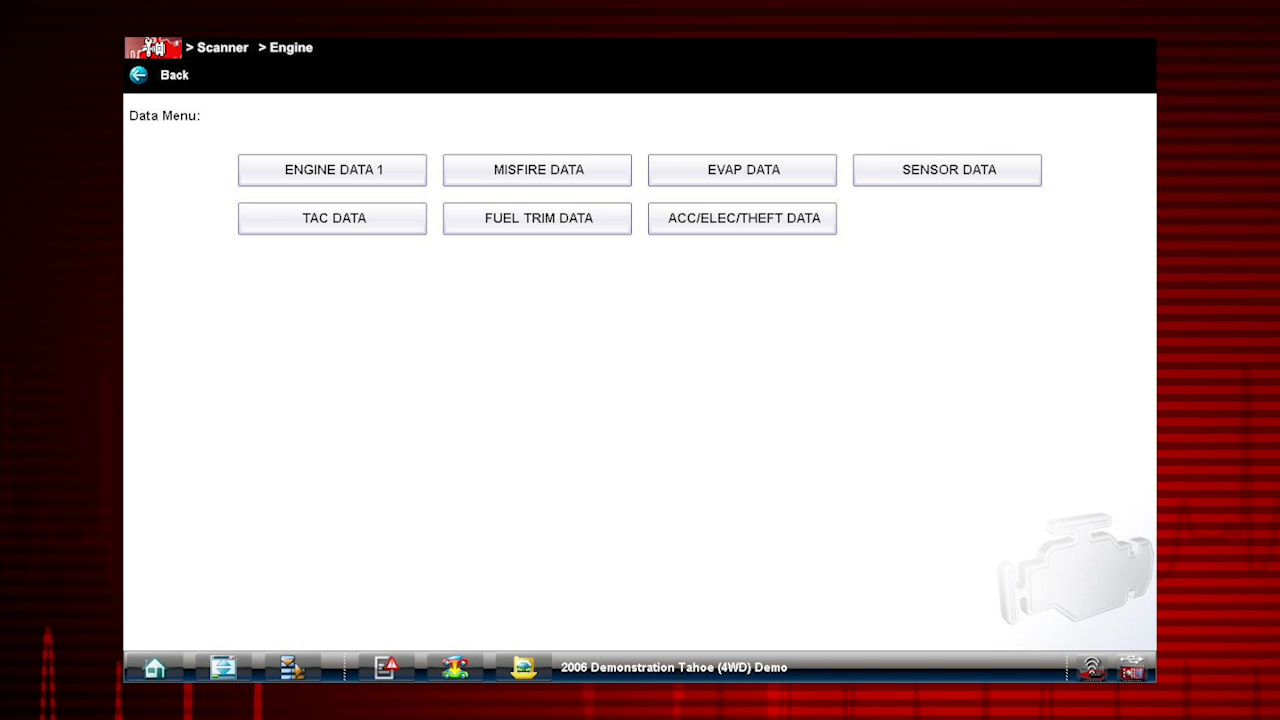 > Scanner > Engine
Back
Data Menu:
ENGINE DATA 1 MISFIRE DATA EVAP DATA SENSOR DATA
TAC DATA FUEL TRIM DATA ACC/ELEC/THEFT DATA
2006 Demonstration Tahoe (4WD) Demo